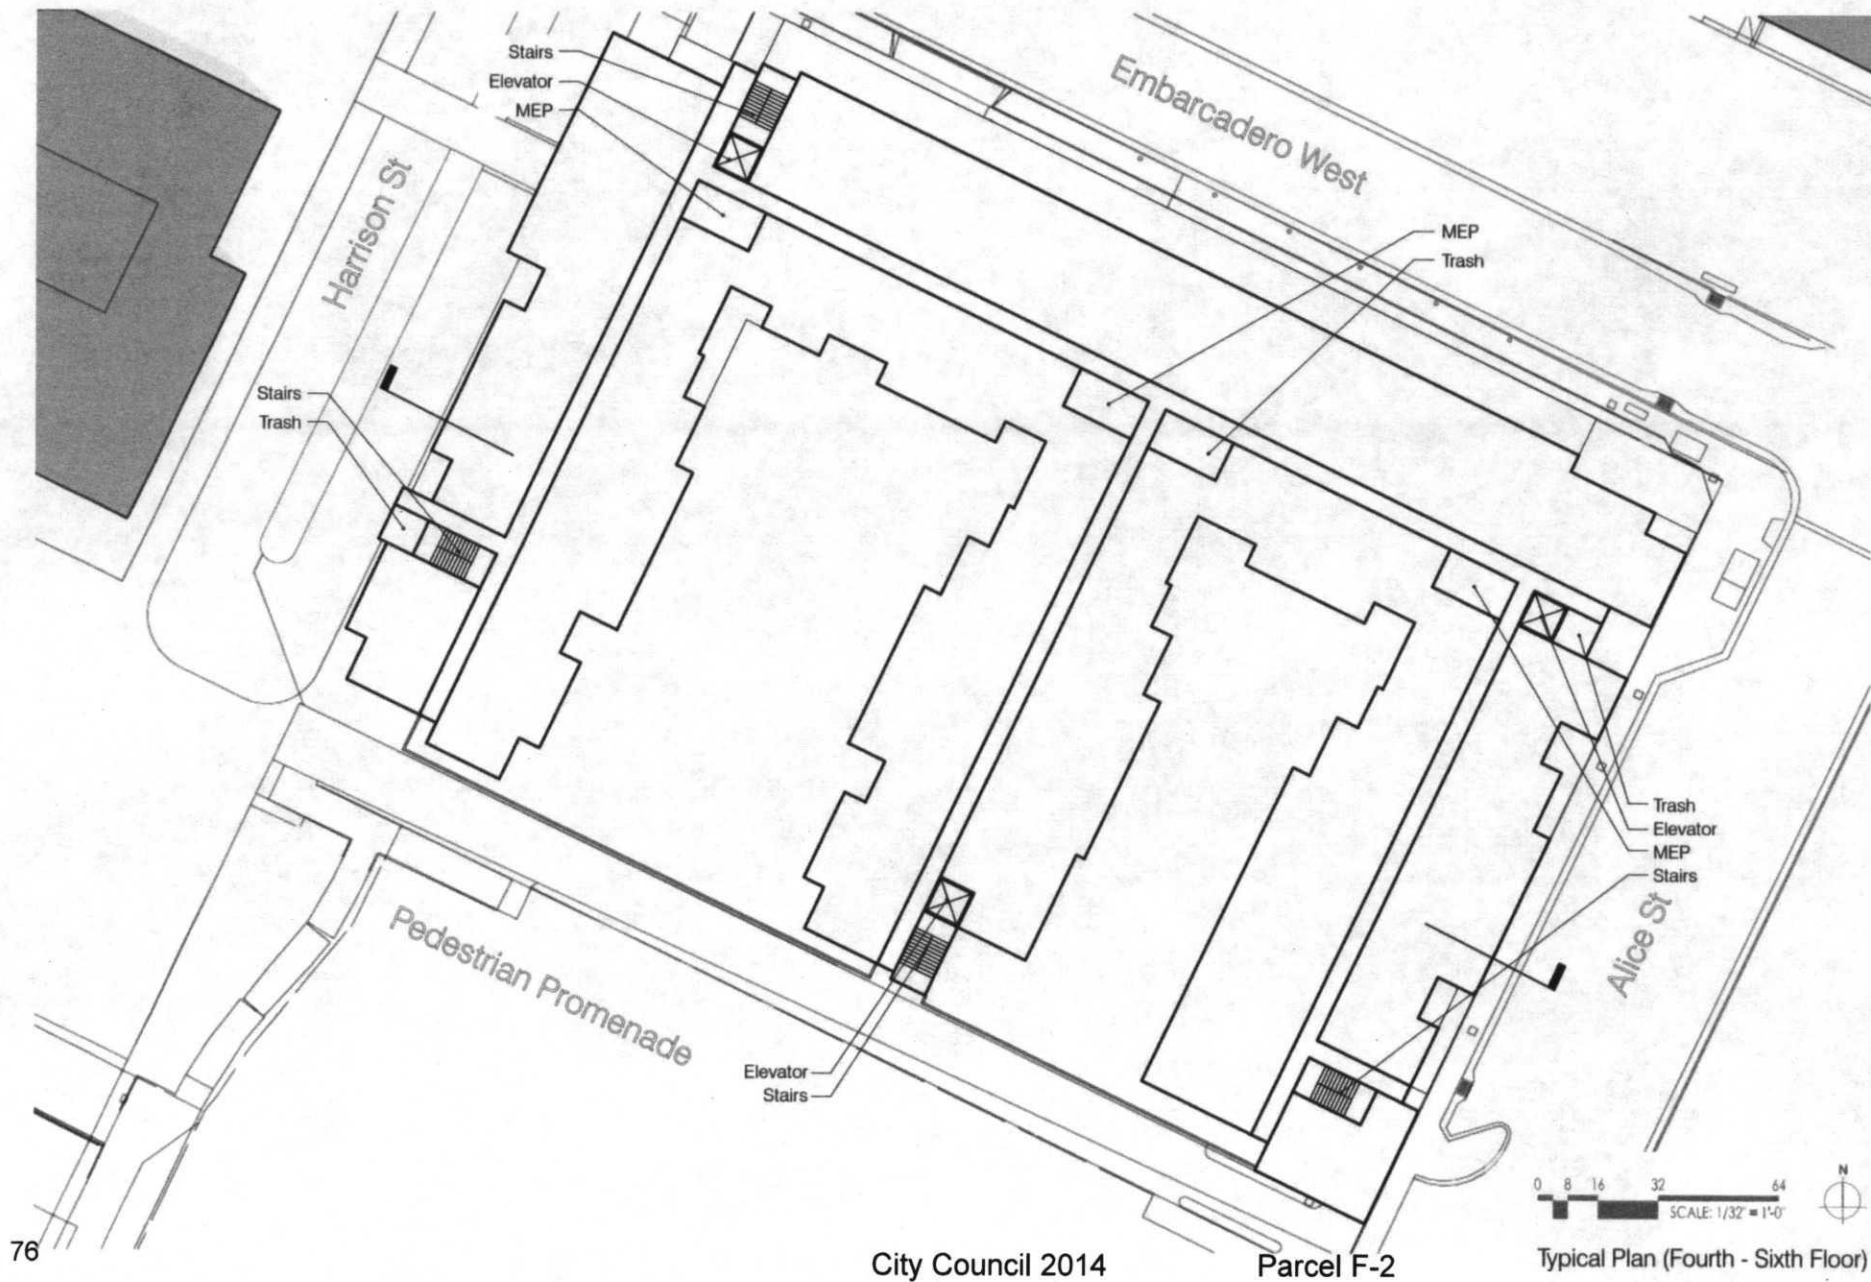 Stairs
Elevator
MEP
Embarcadero West
Harrison St
MEP
Trash
Stairs
Trash
Trash
Elevator
MEP
Stairs
Alice St
Pedestrian Promenade
Elevator
Stairs
0 8 16 32 64
SCALE: 1/32" = 1'-0"
N
76
City Council 2014
Parcel F-2
Typical Plan (Fourth - Sixth Floor)